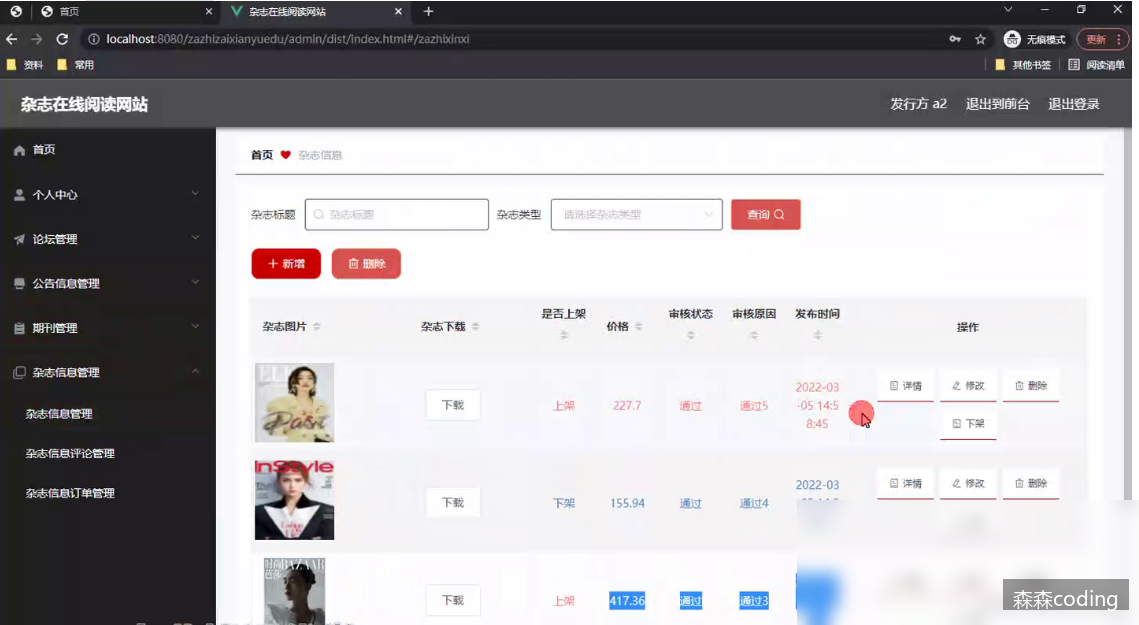 首页
杂志在线阅读网站
localhost:8080/zazhizaixianyuedu/admin/dist/index.html#/zazhixinxi
无痕模式
更新
资料
常用
其他书签
阅读清单
杂志在线阅读网站
发行方 a2
退出到前台
退出登录
首页
个人中心
论坛管理
公告信息管理
期刊管理
杂志信息管理
杂志信息管理
杂志信息评论管理
杂志信息订单管理
首页
杂志信息
杂志标题
杂志标题
杂志类型
请选择杂志类型
查询
新增
删除
杂志图片
杂志下载
是否上架
价格
审核状态
审核原因
发布时间
操作
ELLE
Past
下载
上架
227.7
通过
通过5
2022-03
-05 14:5
8:45
详情
修改
删除
下架
InStyle
下载
下架
155.94
通过
通过4
2022-03
详情
修改
删除
时尚BAZAAR
芭莎
下载
上架
417.36
通过
通过3
森森coding